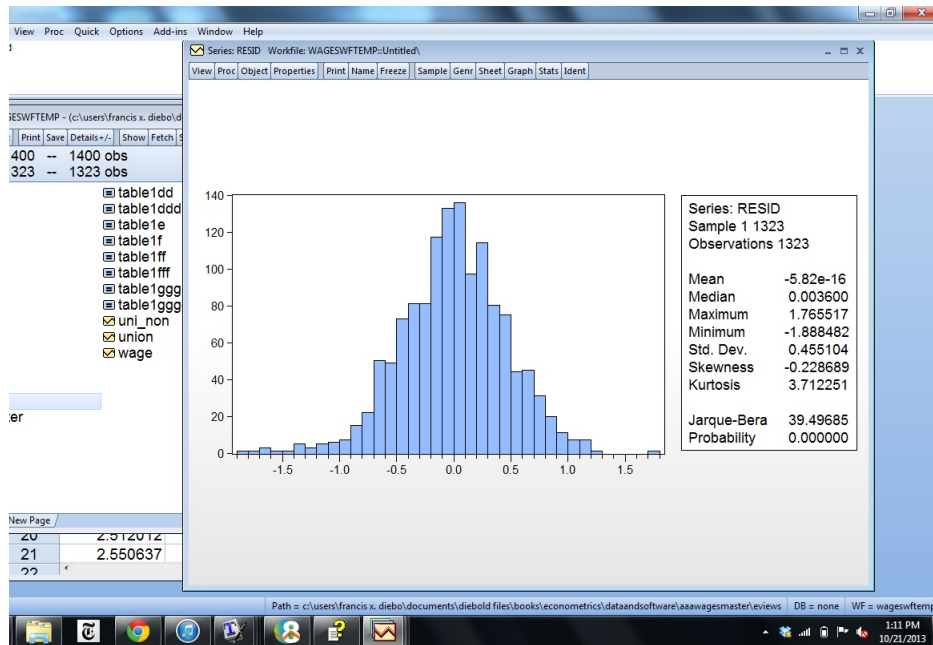 View Proc Quick Options Add-ins Window Help
Series: RESID Workfile: WAGESWFTEMP::Untitled\
View Proc Object Properties Print Name Freeze Sample Genr Sheet Graph Stats Ident
ESWFTEMP - (c:\users\francis x. diebo\d
Print Save Details+/- Show Fetch S
400 -- 1400 obs
323 -- 1323 obs
table1dd
table1ddd
table1e
table1f
table1ff
table1fff
table1ggg
table1ggg
uni_non
union
wage
er
New Page
20 2.512012
21 2.550637
22
140
120
100
80
60
40
20
0
-1.5 -1.0 -0.5 0.0 0.5 1.0 1.5
Series: RESID
Sample 1 1323
Observations 1323
Mean -5.82e-16
Median 0.003600
Maximum 1.765517
Minimum -1.888482
Std. Dev. 0.455104
Skewness -0.228689
Kurtosis 3.712251
Jarque-Bera 39.49685
Probability 0.000000
Path = c:\users\francis x. diebo\documents\diebold files\books\econometrics\dataandsoftware\aaawagesmaster\eviews DB = none WF = wageswftemp
1:11 PM
10/21/2013